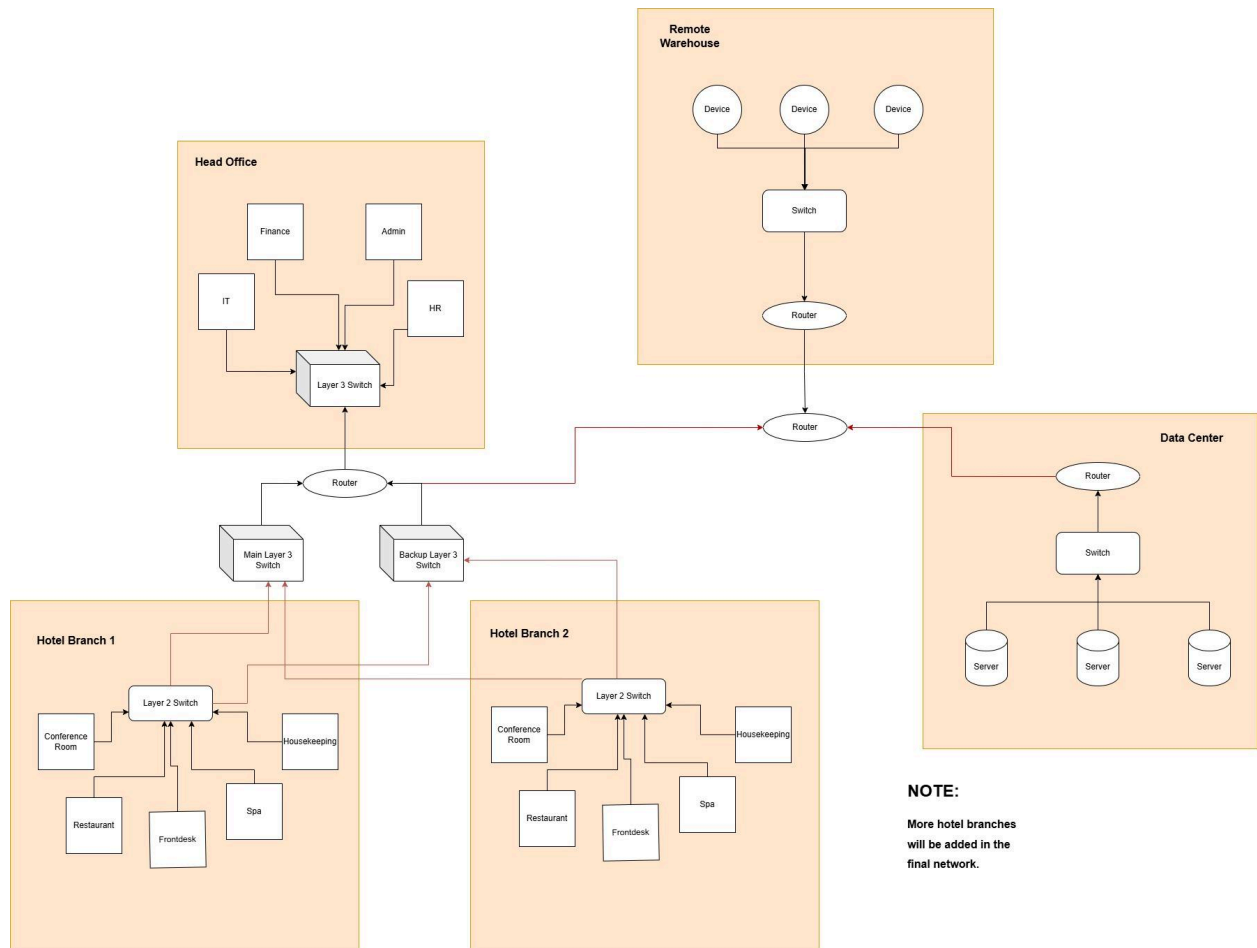 Remote
Warehouse
Device
Device
Device
Switch
Router
Head Office
Finance
Admin
IT
HR
Layer 3 Switch
Router
Router
Main Layer 3
Switch
Backup Layer 3
Switch
Data Center
Router
Switch
Server
Server
Server
Hotel Branch 1
Layer 2 Switch
Conference
Room
Housekeeping
Restaurant
Frontdesk
Spa
Hotel Branch 2
Layer 2 Switch
Conference
Room
Housekeeping
Restaurant
Frontdesk
Spa
NOTE:
More hotel branches
will be added in the
final network.